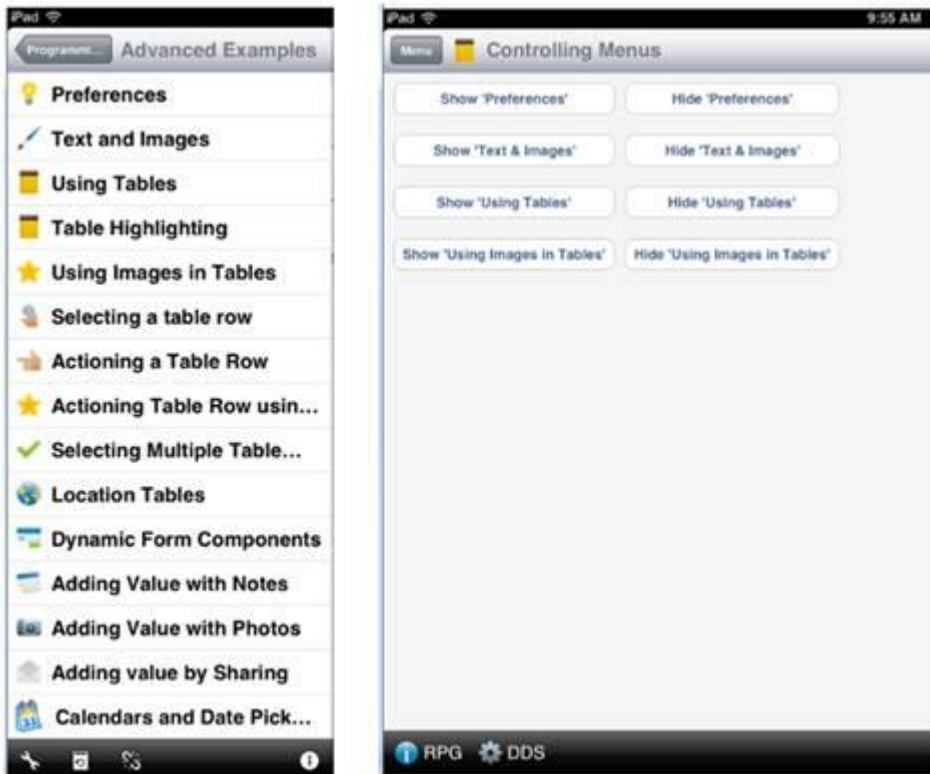 iPad
Programmi... Advanced Examples
Preferences
Text and Images
Using Tables
Table Highlighting
Using Images in Tables
Selecting a table row
Actioning a Table Row
Actioning Table Row usin...
Selecting Multiple Table...
Location Tables
Dynamic Form Components
Adding Value with Notes
Adding Value with Photos
Adding value by Sharing
Calendars and Date Pick...
iPad 9:55 AM
Menu Controlling Menus
Show 'Preferences' Hide 'Preferences'
Show 'Text & Images' Hide 'Text & Images'
Show 'Using Tables' Hide 'Using Tables'
Show 'Using Images in Tables' Hide 'Using Images in Tables'
RPG DDS